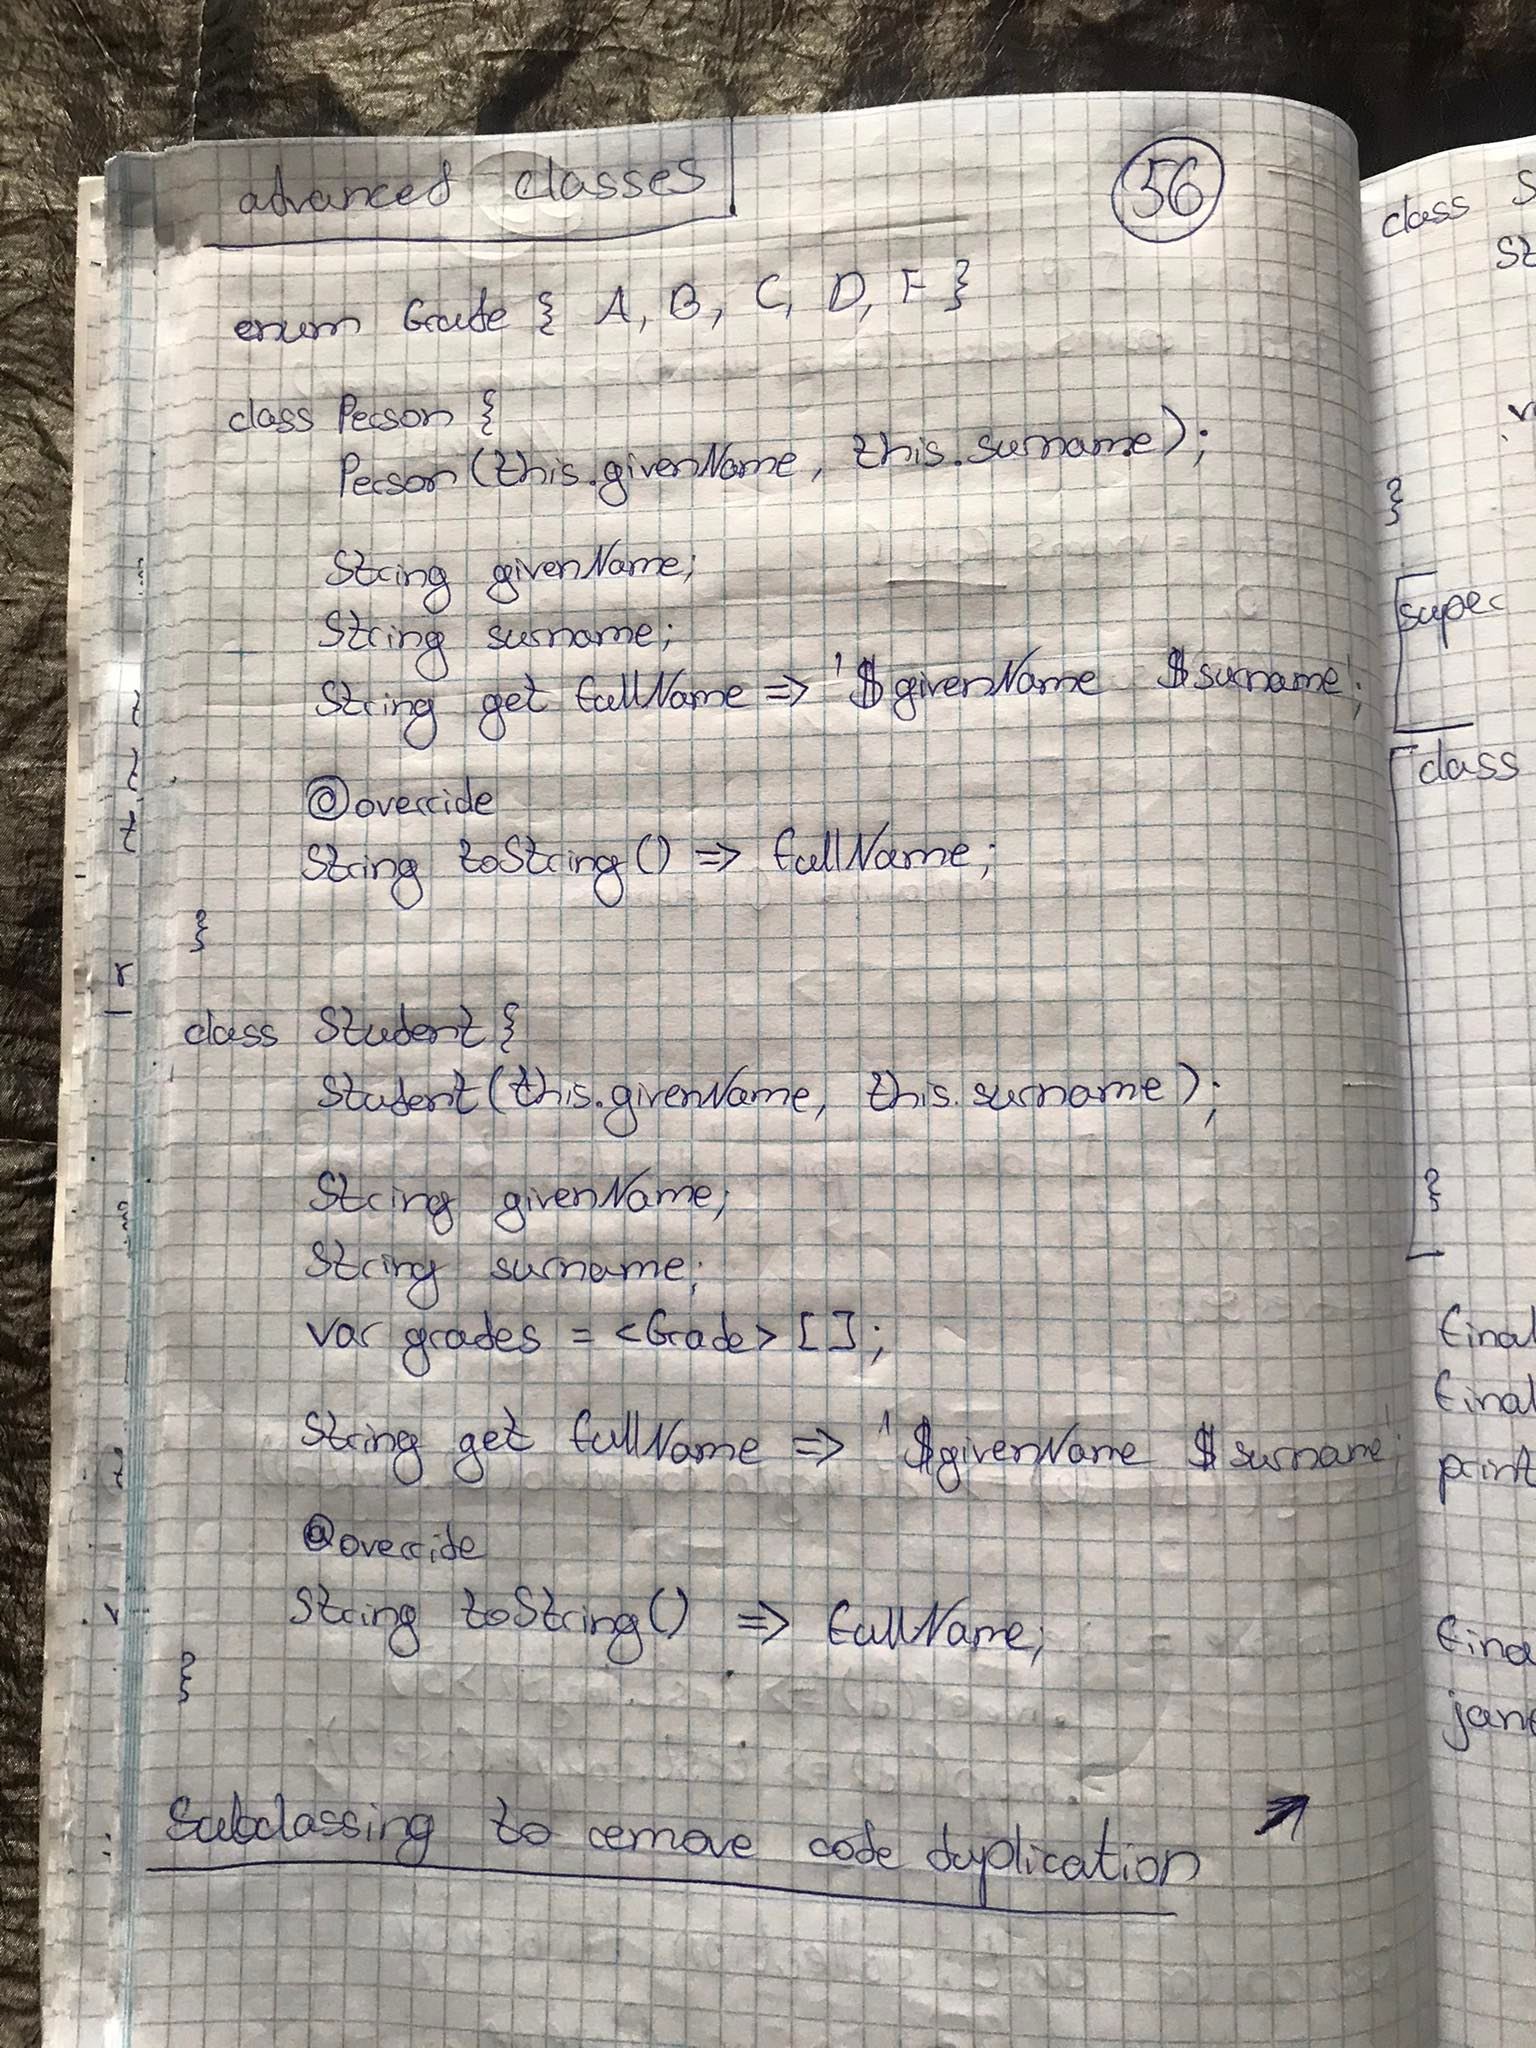 advanced classes
56
enum Grade { A, B, C, D, F }
class Person {
Person (this.givenName, this.surname);
String givenName;
String surname;
String get fullName => '$givenName $surname';
@override
String toString() => fullName;
}
class Student {
Student (this.givenName, this.surname);
String givenName;
String surname;
var grades = <Grade> [];
String get fullName => '$givenName $surname'
@override
String toString() => fullName;
}
Subclassing to remove code duplication
class S
St
}
super
class
}
final
final
print
fina
jane